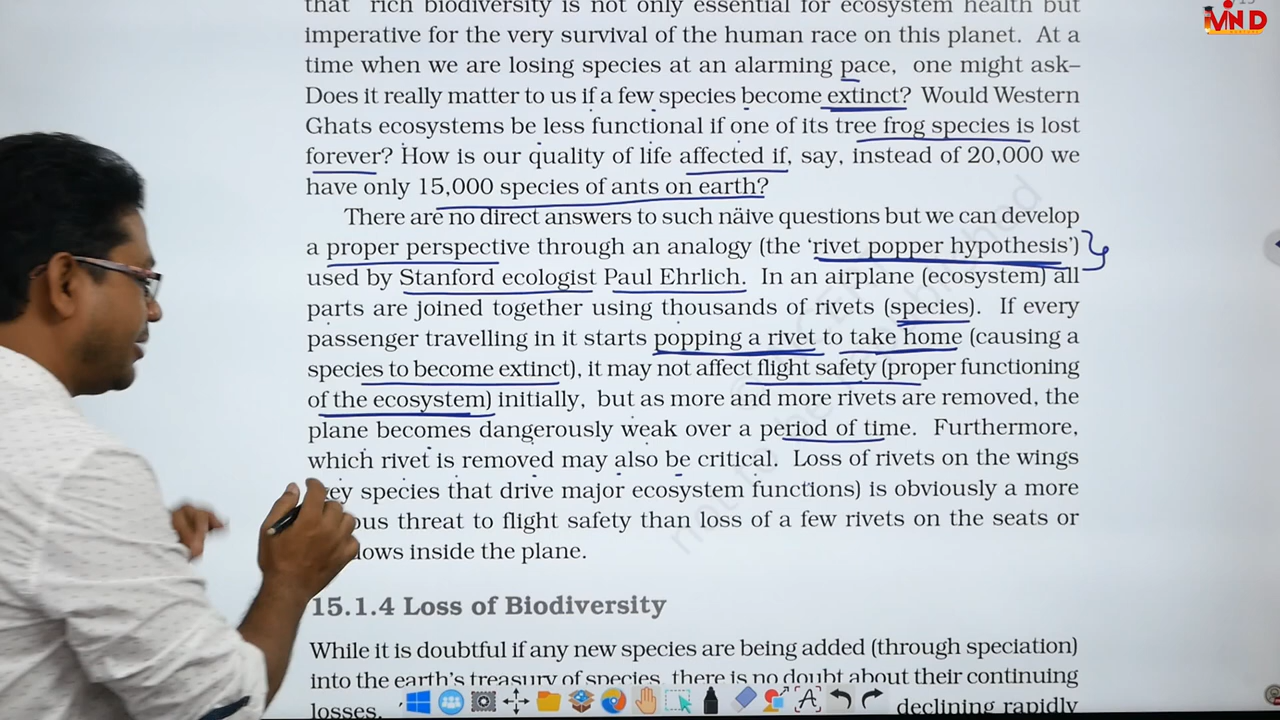 that rich biodiversity is not only essential for ecosystem health but
imperative for the very survival of the human race on this planet. At a
time when we are losing species at an alarming pace, one might ask–
Does it really matter to us if a few species become extinct? Would Western
Ghats ecosystems be less functional if one of its tree frog species is lost
forever? How is our quality of life affected if, say, instead of 20,000 we
have only 15,000 species of ants on earth?
There are no direct answers to such näive questions but we can develop
a proper perspective through an analogy (the ‘rivet popper hypothesis’)
used by Stanford ecologist Paul Ehrlich. In an airplane (ecosystem) all
parts are joined together using thousands of rivets (species). If every
passenger travelling in it starts popping a rivet to take home (causing a
species to become extinct), it may not affect flight safety (proper functioning
of the ecosystem) initially, but as more and more rivets are removed, the
plane becomes dangerously weak over a period of time. Furthermore,
which rivet is removed may also be critical. Loss of rivets on the wings
species that drive major ecosystem functions) is obviously a more
threat to flight safety than loss of a few rivets on the seats or
inside the plane.
15.1.4 Loss of Biodiversity
While it is doubtful if any new species are being added (through speciation)
into the earth's treasury of species, there is no doubt about their continuing
losses. declining rapidly